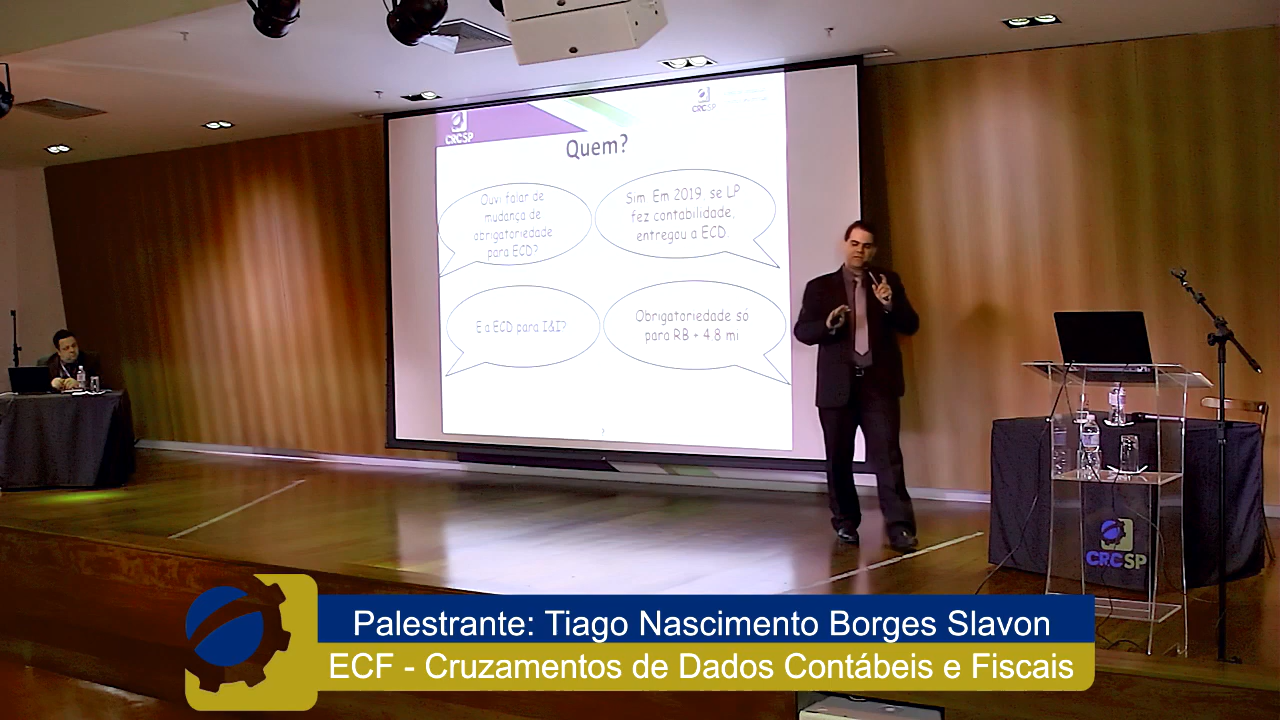 CRCSP
CRCSP
Quem?
Ouvi falar de
mudança de
obrigatoriedade
para ECD?
Sim. Em 2019, se LP
fez contabilidade,
entregou a ECD.
E a ECD para I&I?
Obrigatoriedade só
para RB + 4.8 mi
CRCSP
Palestrante: Tiago Nascimento Borges Slavon
ECF - Cruzamentos de Dados Contábeis e Fiscais